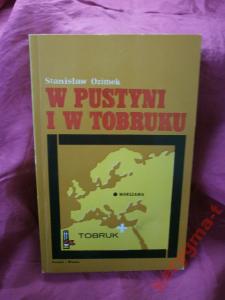 Stanisław Ozimek
W PUSTYNI
I W TOBRUKU
WARSZAWA
TOBRUK